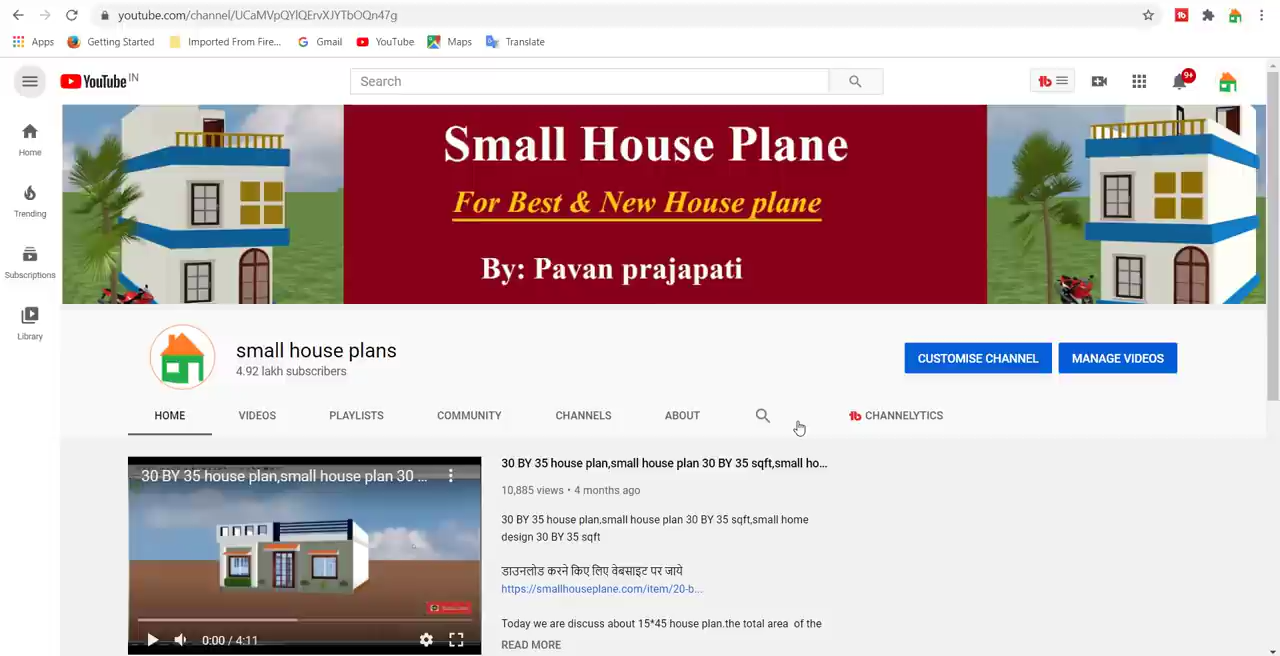 youtube.com/channel/UCaMVpQYlQErvXJYTbOQn47g
Apps Getting Started Imported From Fire... Gmail YouTube Maps Translate
YouTube IN
Search
9+
Home
Trending
Subscriptions
Library
Small House Plane
For Best & New House plane
By: Pavan prajapati
small house plans
4.92 lakh subscribers
CUSTOMISE CHANNEL MANAGE VIDEOS
HOME VIDEOS PLAYLISTS COMMUNITY CHANNELS ABOUT CHANNELYTICS
30 BY 35 house plan,small house plan 30 ...
0:00 / 4:11
30 BY 35 house plan,small house plan 30 BY 35 sqft,small ho...
10,885 views • 4 months ago
30 BY 35 house plan,small house plan 30 BY 35 sqft,small home
design 30 BY 35 sqft
डाउनलोड करने किए लिए वेबसाइट पर जाये
https://smallhouseplane.com/item/20-b...
Today we are discuss about 15*45 house plan.the total area of the
READ MORE